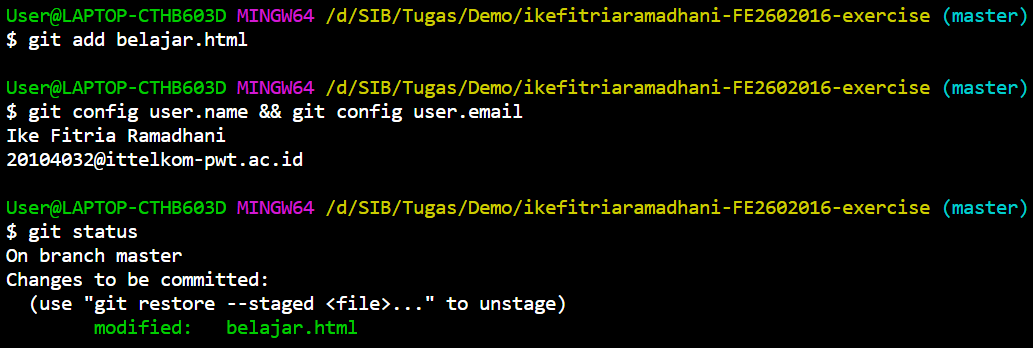 User@LAPTOP-CTHB603D MINGW64 /d/SIB/Tugas/Demo/ikefitriaramadhani-FE2602016-exercise (master)
$ git add belajar.html
User@LAPTOP-CTHB603D MINGW64 /d/SIB/Tugas/Demo/ikefitriaramadhani-FE2602016-exercise (master)
$ git config user.name && git config user.email
Ike Fitria Ramadhani
20104032@ittelkom-pwt.ac.id
User@LAPTOP-CTHB603D MINGW64 /d/SIB/Tugas/Demo/ikefitriaramadhani-FE2602016-exercise (master)
$ git status
On branch master
Changes to be committed:
  (use "git restore --staged <file>..." to unstage)
        modified:   belajar.html